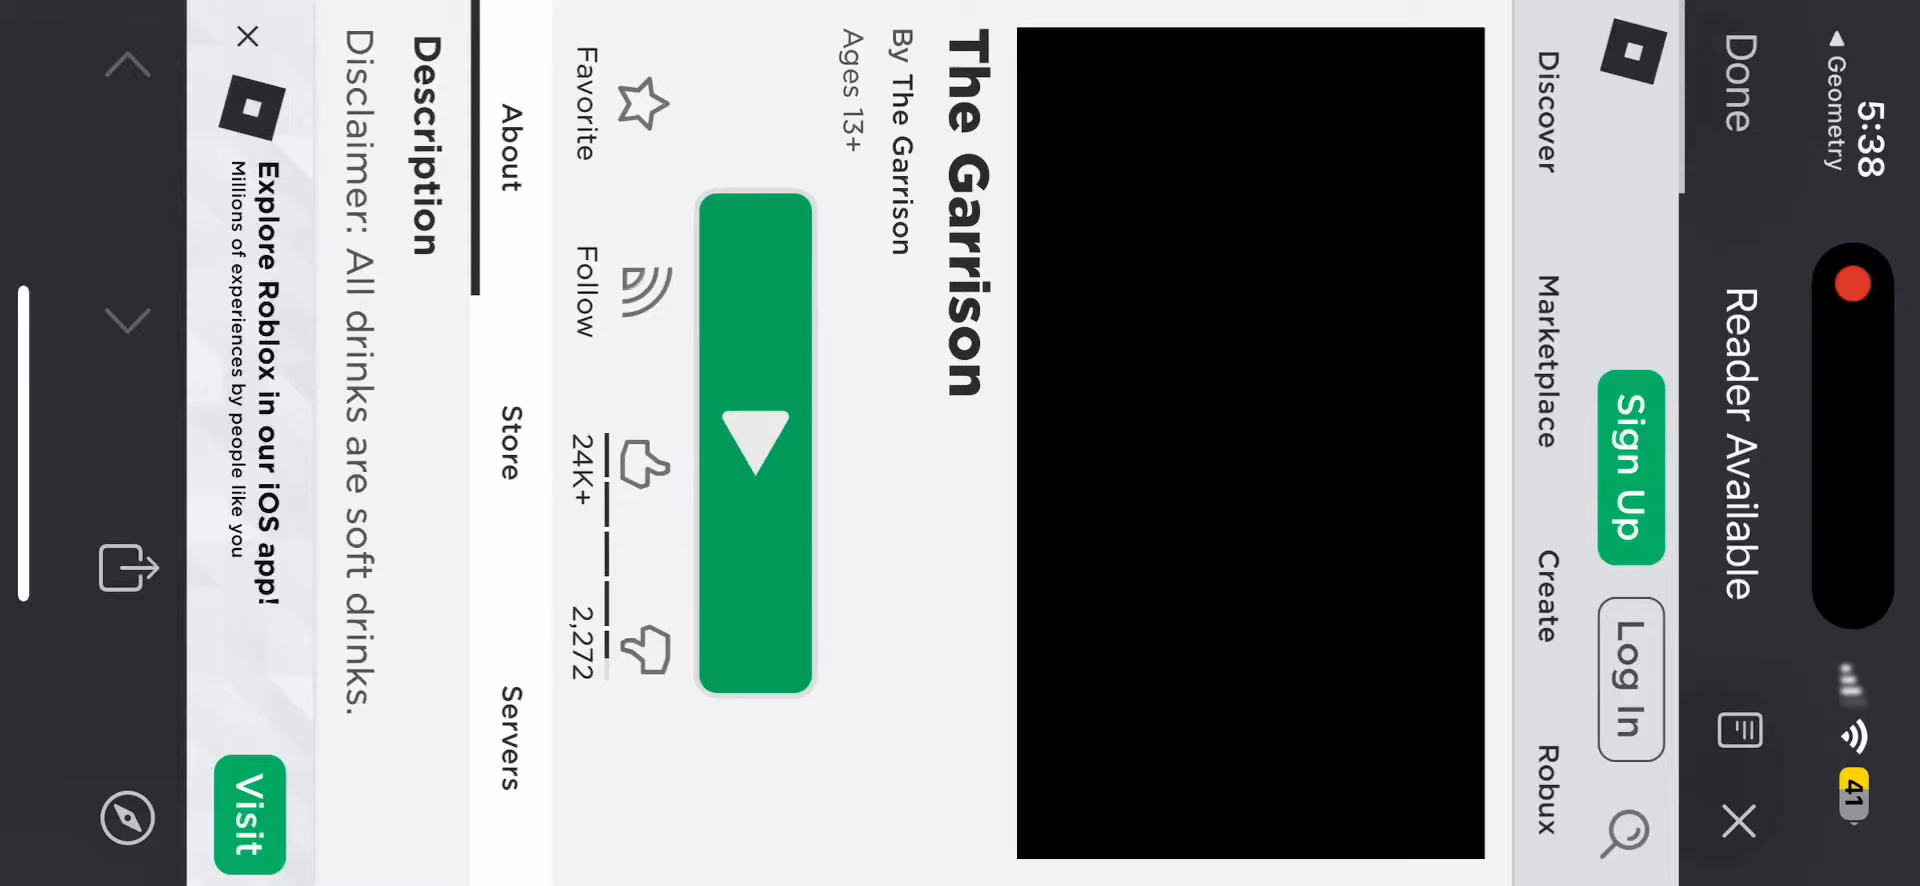 5:38
◀ Geometry
41
Done
Reader Available
Sign Up
Log In
Discover
Marketplace
Create
Robux
The Garrison
By The Garrison
Ages 13+
Favorite
Follow
24K+
2,272
About
Store
Servers
Description
Disclaimer: All drinks are soft drinks.
Explore Roblox in our iOS app!
Millions of experiences by people like you
Visit